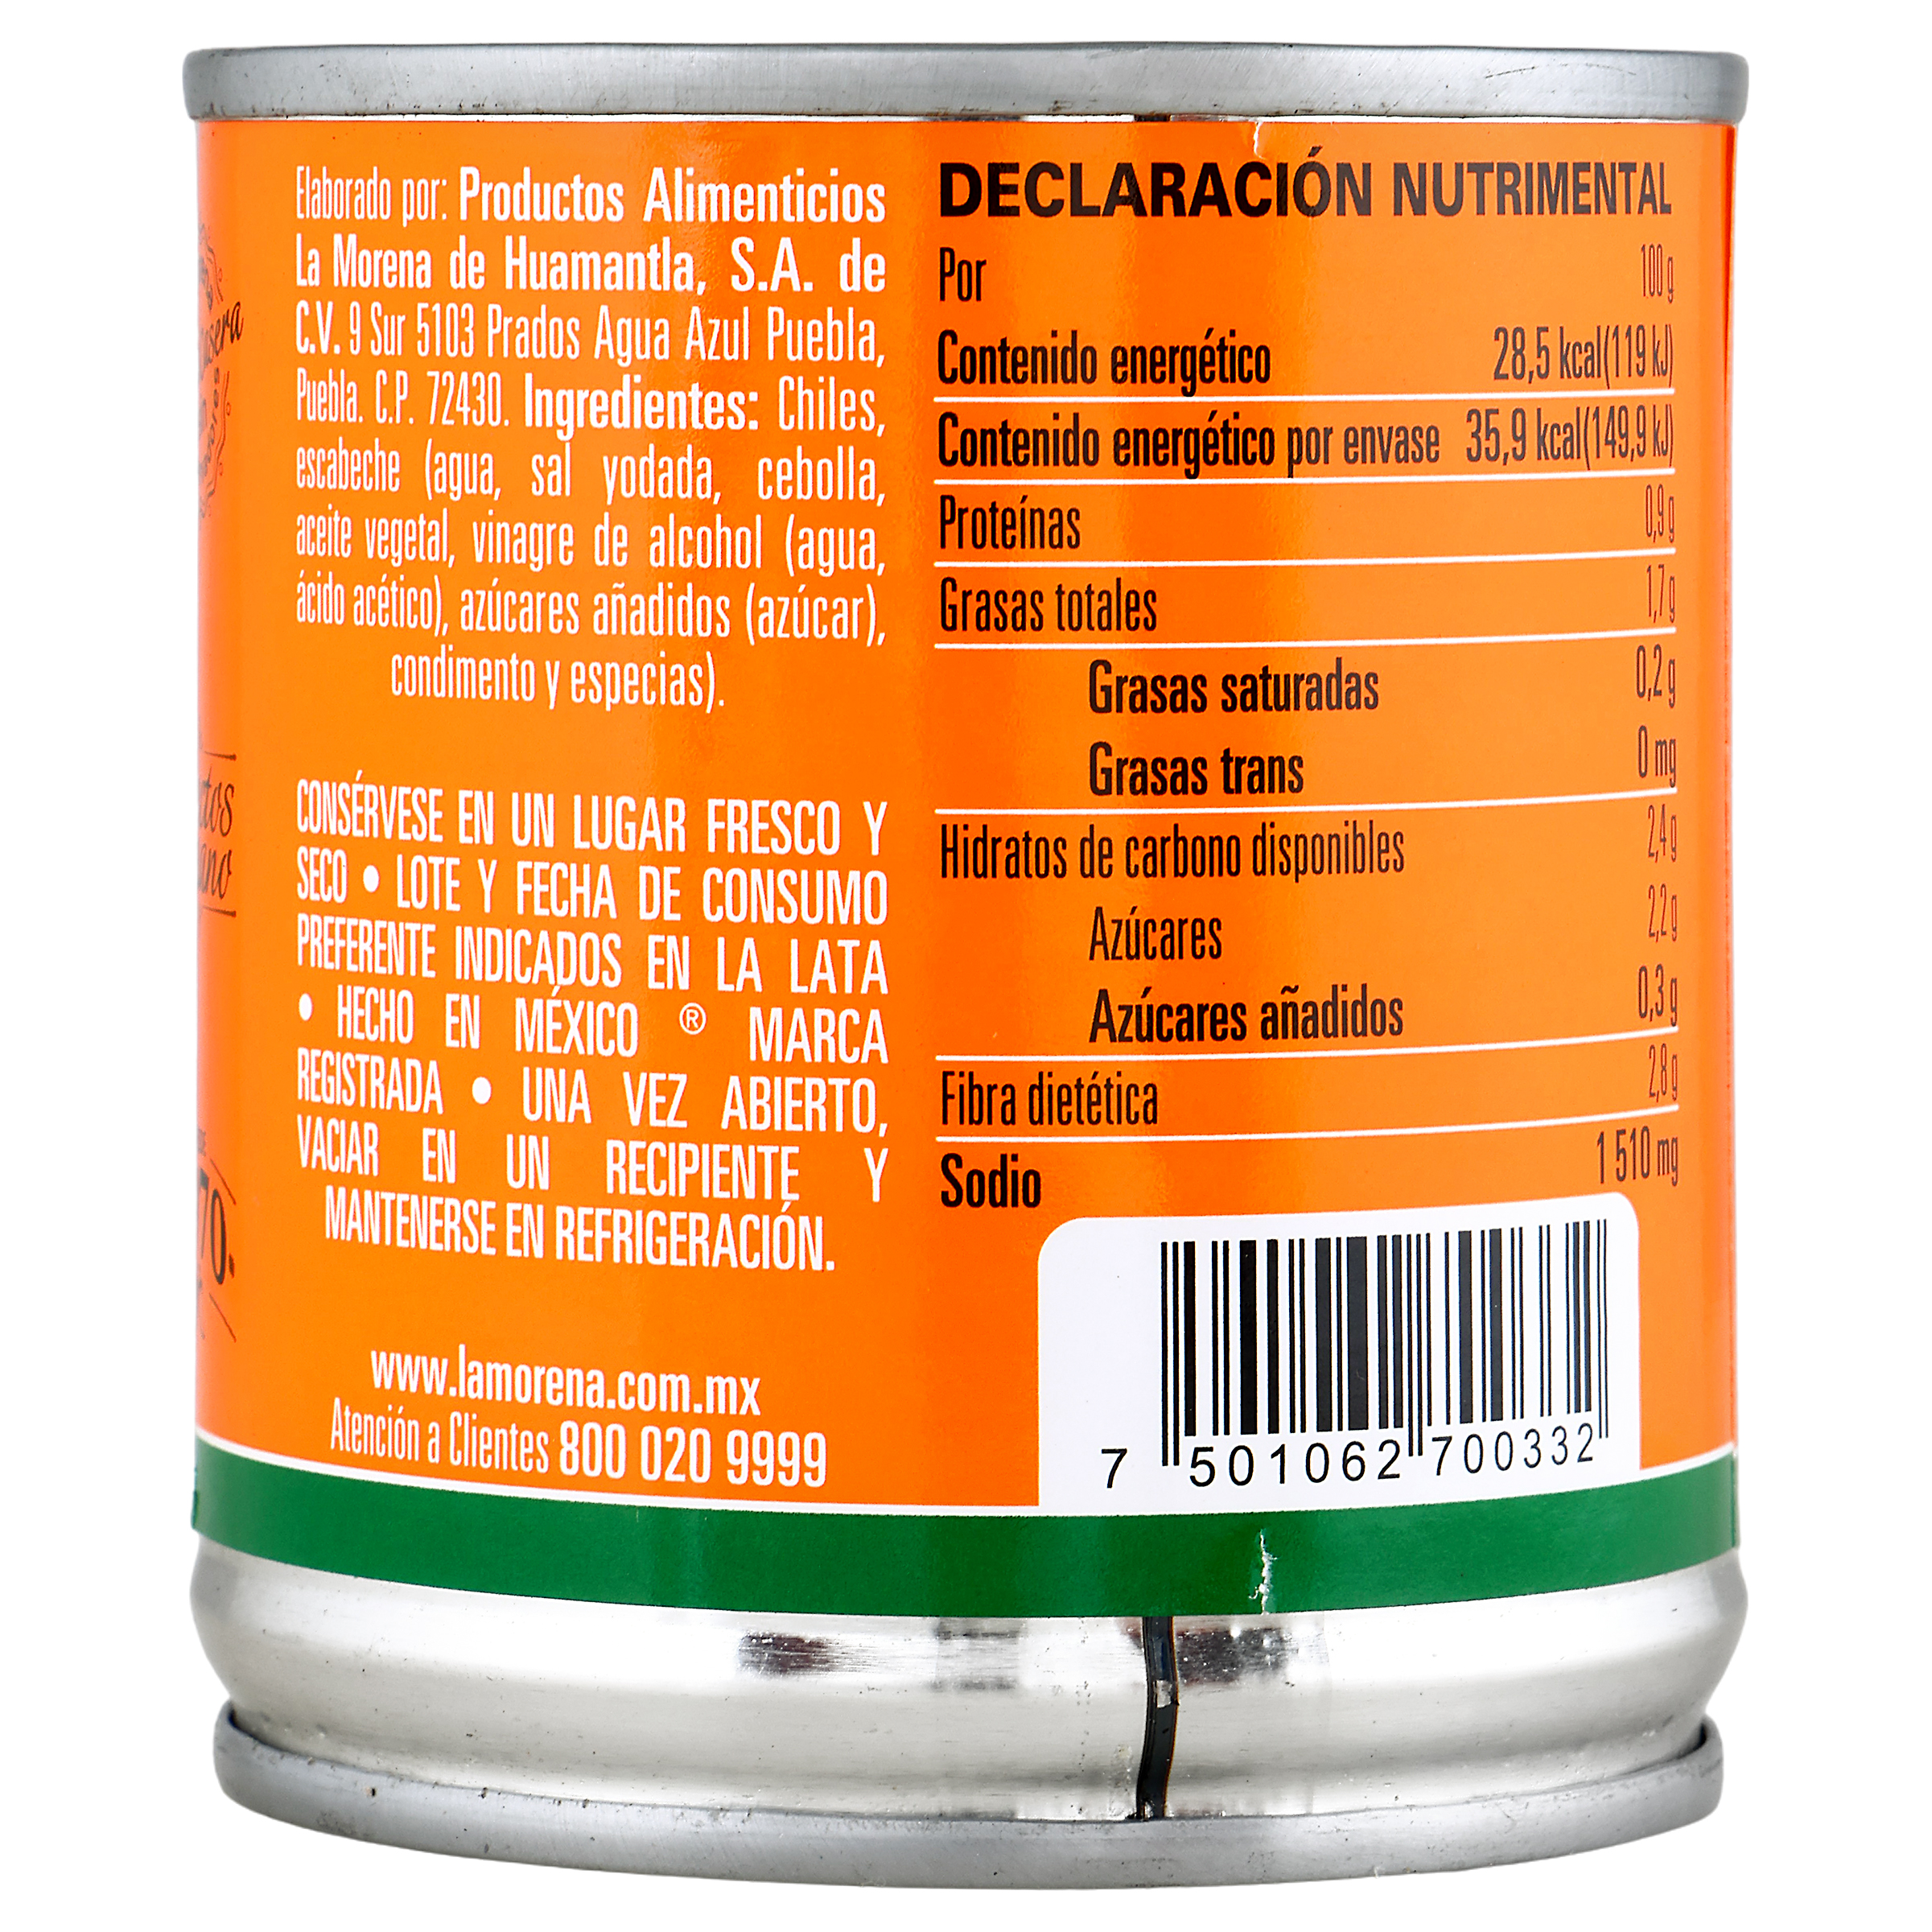 Elaborado por: Productos Alimenticios
La Morena de Huamantla, S.A. de
C.V. 9 Sur 5103 Prados Agua Azul Puebla,
Puebla. C.P. 72430. Ingredientes: Chiles,
escabeche (agua, sal yodada, cebolla,
aceite vegetal, vinagre de alcohol (agua,
ácido acético), azúcares añadidos (azúcar),
condimento y especias).
CONSÉRVESE EN UN LUGAR FRESCO Y
SECO • LOTE Y FECHA DE CONSUMO
PREFERENTE INDICADOS EN LA LATA
• HECHO EN MÉXICO ® MARCA
REGISTRADA • UNA VEZ ABIERTO,
VACIAR EN UN RECIPIENTE Y
MANTENERSE EN REFRIGERACIÓN.
www.lamorena.com.mx
Atención a Clientes 800 020 9999
DECLARACIÓN NUTRIMENTAL
Por 100 g
Contenido energético 28,5 kcal(119 kJ)
Contenido energético por envase 35,9 kcal(149,9 kJ)
Proteínas 0,9 g
Grasas totales 1,7 g
Grasas saturadas 0,2 g
Grasas trans 0 mg
Hidratos de carbono disponibles 2,4 g
Azúcares 2,2 g
Azúcares añadidos 0,3 g
Fibra dietética 2,8 g
Sodio 1 510 mg
7 501062 700332